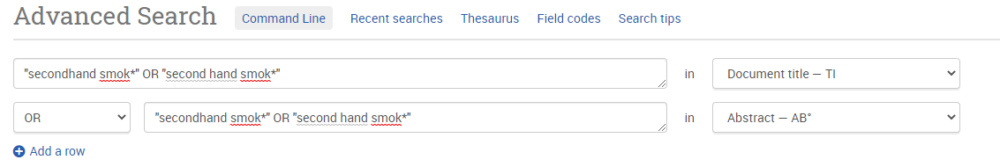 Advanced Search Command Line Recent searches Thesaurus Field codes Search tips
"secondhand smok*" OR "second hand smok*" in Document title — TI
OR "secondhand smok*" OR "second hand smok*" in Abstract — AB°
Add a row